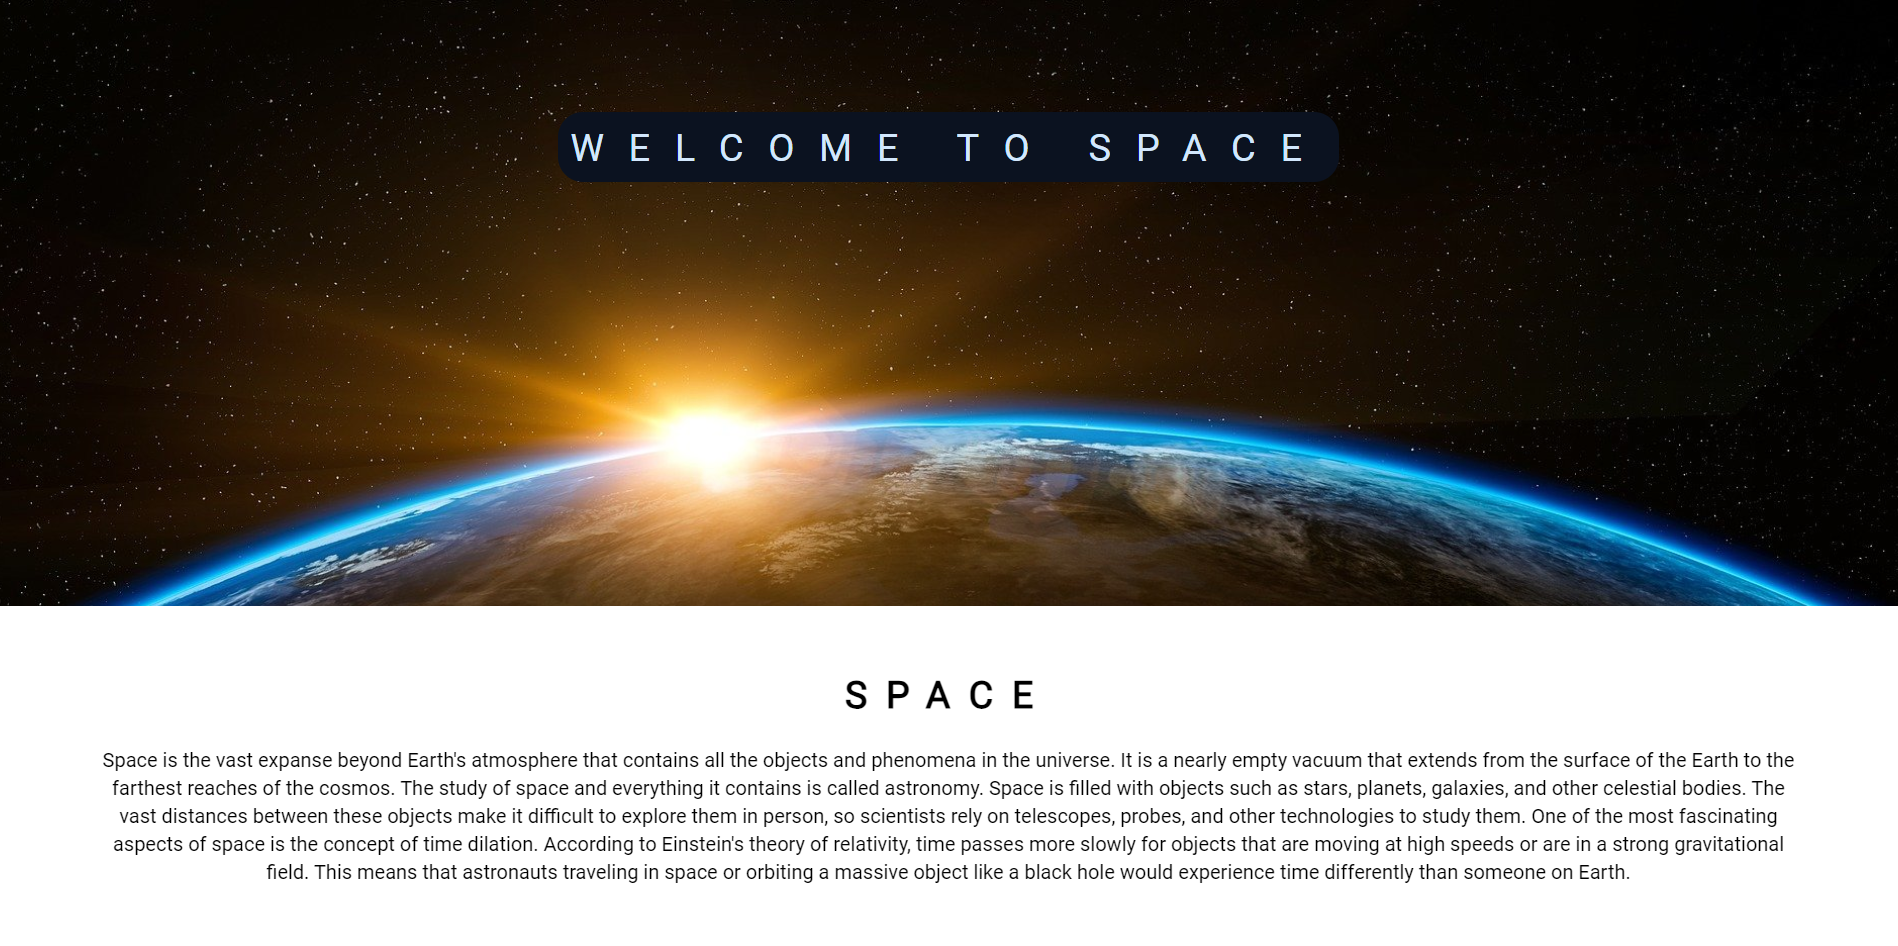 WELCOME TO SPACE
SPACE
Space is the vast expanse beyond Earth's atmosphere that contains all the objects and phenomena in the universe. It is a nearly empty vacuum that extends from the surface of the Earth to the
farthest reaches of the cosmos. The study of space and everything it contains is called astronomy. Space is filled with objects such as stars, planets, galaxies, and other celestial bodies. The
vast distances between these objects make it difficult to explore them in person, so scientists rely on telescopes, probes, and other technologies to study them. One of the most fascinating
aspects of space is the concept of time dilation. According to Einstein's theory of relativity, time passes more slowly for objects that are moving at high speeds or are in a strong gravitational
field. This means that astronauts traveling in space or orbiting a massive object like a black hole would experience time differently than someone on Earth.